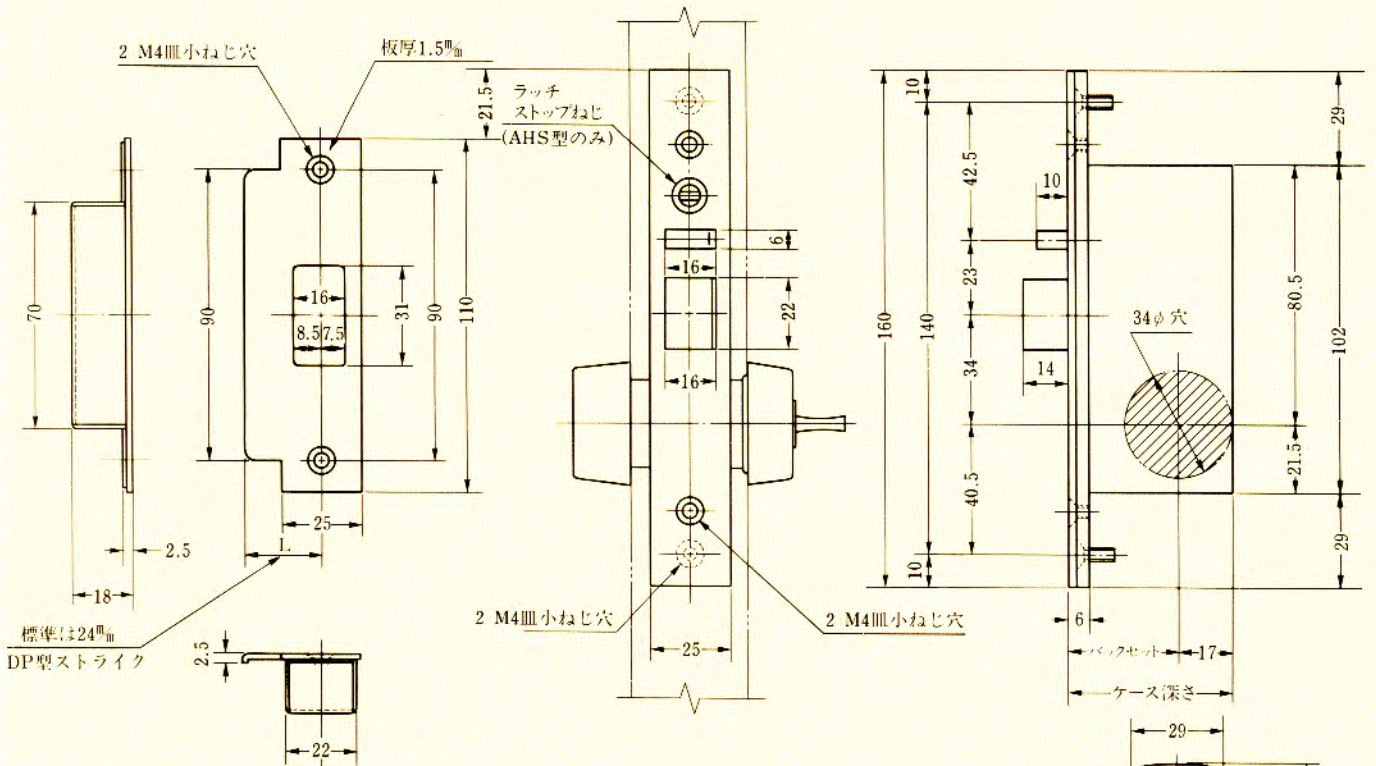 2 M4皿小ねじ穴
板厚1.5㎜
70
90
16
8.5 7.5
31
90
110
25
L
2.5
18
標準は24㎜
DP型ストライク
2.5
22
21.5
ラッチ
ストップねじ
(AHS型のみ)
6
16
22
16
2 M4皿小ねじ穴
2 M4皿小ねじ穴
25
160
10
140
10
42.5
23
34
40.5
10
14
34φ穴
29
80.5
102
21.5
29
6
バックセット
17
ケース深さ
29